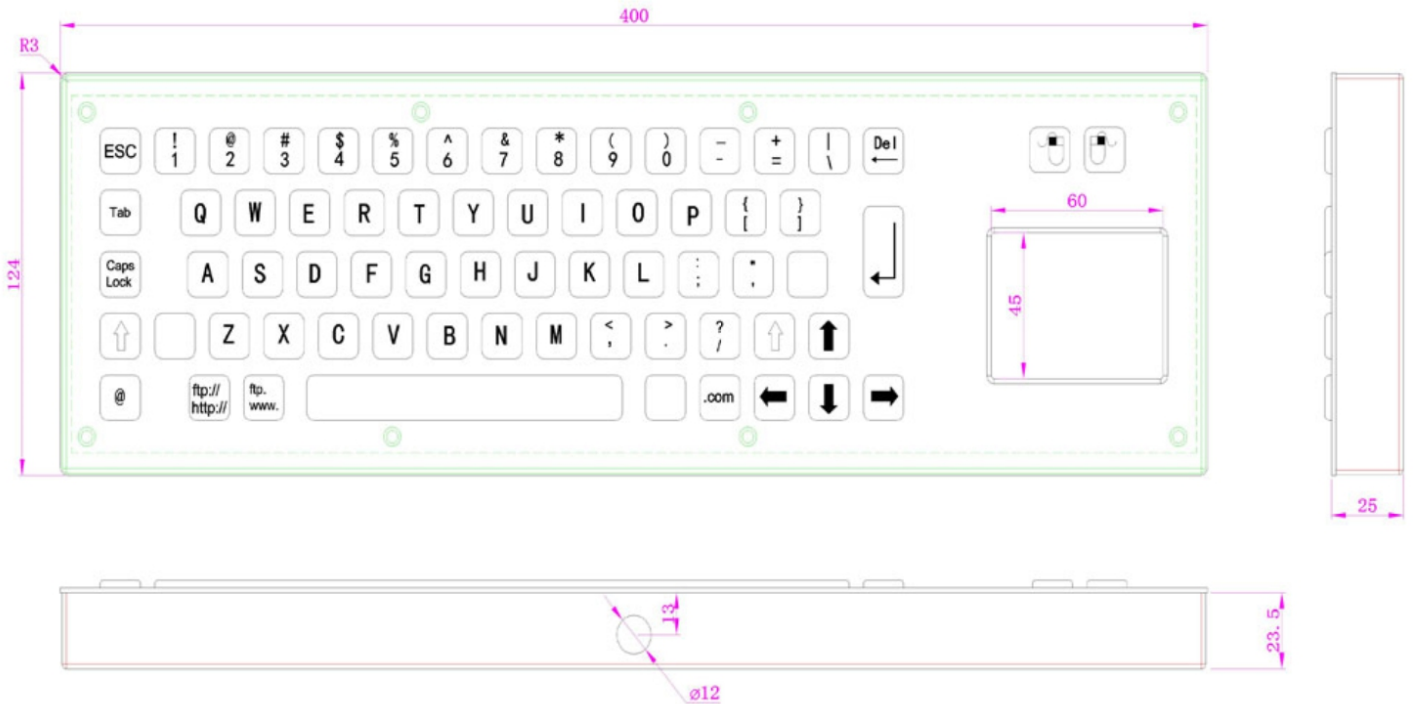 400
R3
ESC ! 1 @ 2 # 3 $ 4 % 5 ^ 6 & 7 * 8 ( 9 ) 0 — - + = | \ Del
Tab Q W E R T Y U I O P { [ } ]
60
Caps Lock A S D F G H J K L : ; " ,
124
45
Z X C V B N M < , > . ? /
@ ftp:// http:// ftp. www. .com
25
13
23.5
⌀12